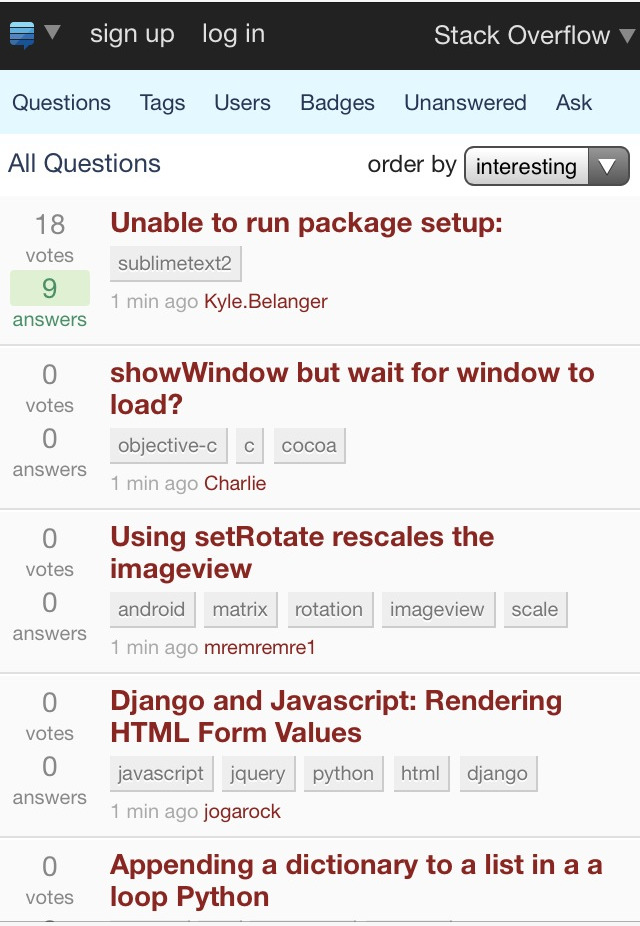 sign up log in Stack Overflow
Questions Tags Users Badges Unanswered Ask
All Questions order by interesting
18 votes
9 answers
Unable to run package setup:
sublimetext2
1 min ago Kyle.Belanger
0 votes
0 answers
showWindow but wait for window to
load?
objective-c c cocoa
1 min ago Charlie
0 votes
0 answers
Using setRotate rescales the
imageview
android matrix rotation imageview scale
1 min ago mremremre1
0 votes
0 answers
Django and Javascript: Rendering
HTML Form Values
javascript jquery python html django
1 min ago jogarock
0 votes
Appending a dictionary to a list in a a
loop Python